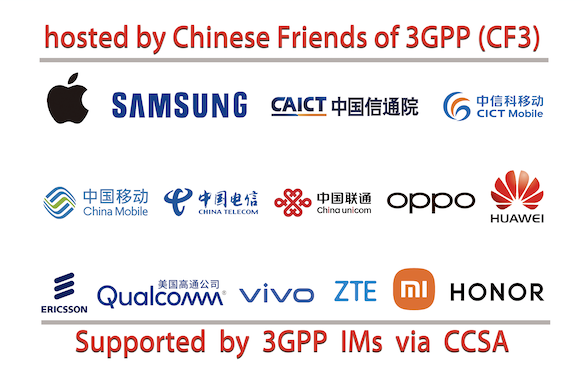 hosted by Chinese Friends of 3GPP (CF3)
SAMSUNG
CAICT 中国信通院
中信科移动
CICT Mobile
中国移动
China Mobile
中国电信
CHINA TELECOM
中国联通
China unicom
oppo
HUAWEI
ERICSSON
美国高通公司
Qualcomm®
vivo
ZTE
mi
HONOR
Supported by 3GPP IMs via CCSA